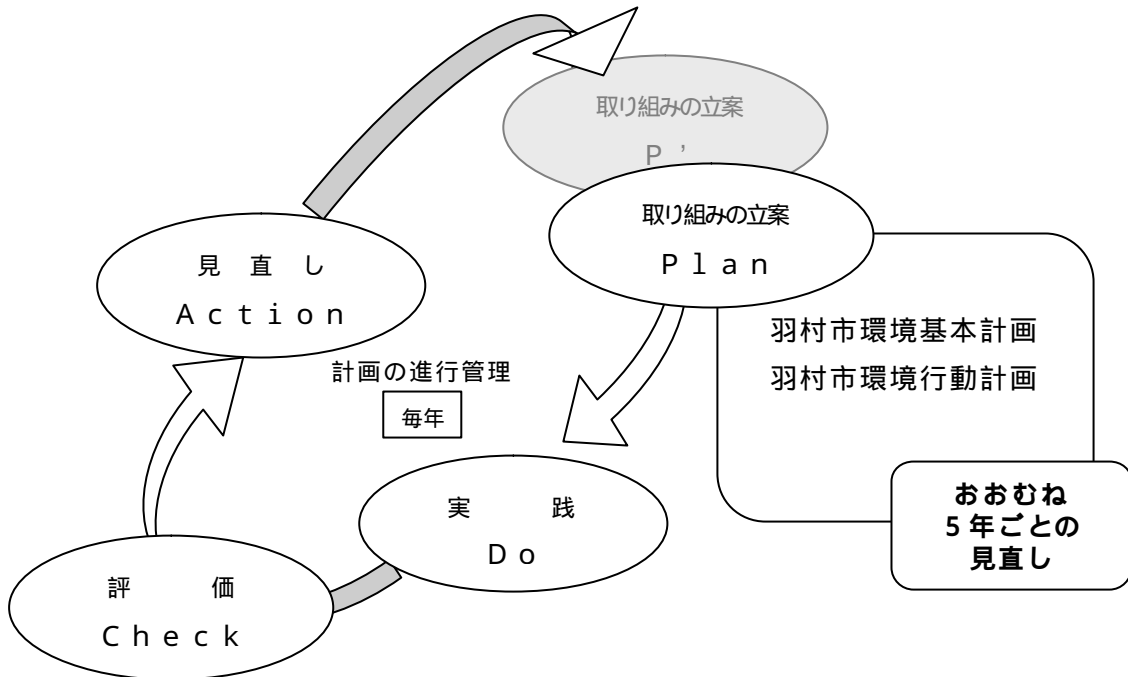 取り組みの立案
Ｐ’
取り組みの立案
Ｐｌａｎ
見　直　し
Ａｃｔｉｏｎ
羽村市環境基本計画
羽村市環境行動計画
計画の進行管理
毎年
おおむね
５年ごとの
見直し
実　　　践
Ｄｏ
評　　　価
Ｃｈｅｃｋ